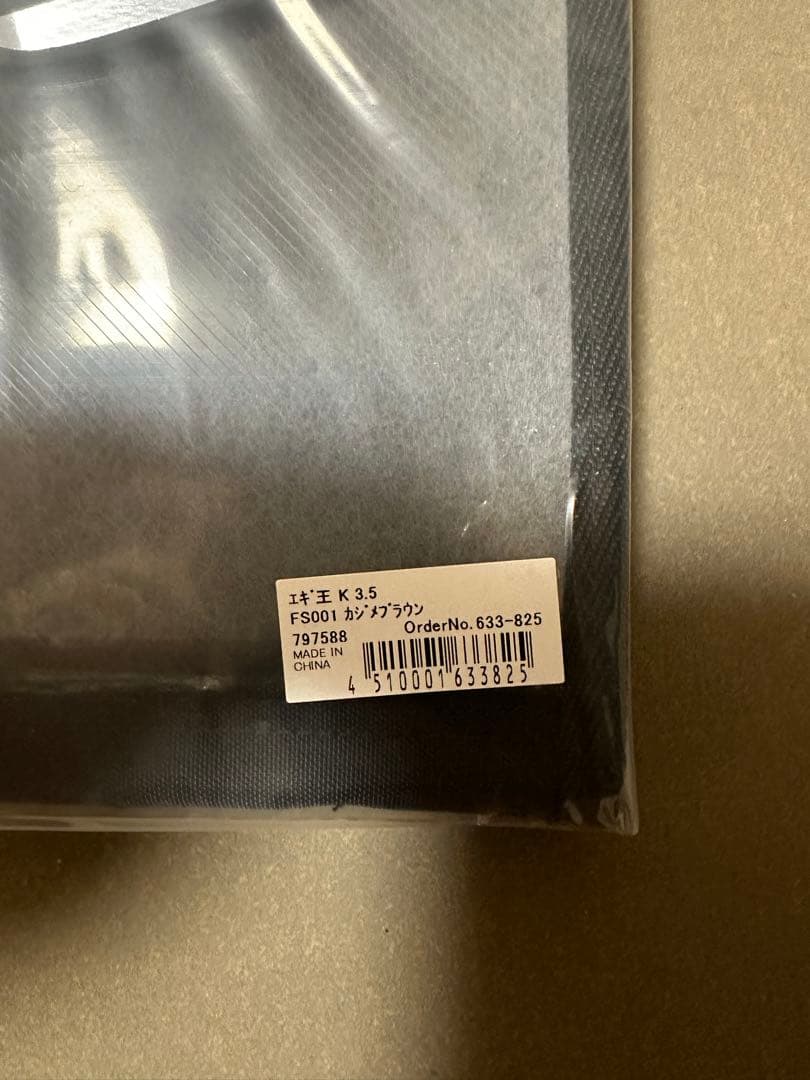 ｴｷﾞ王 K 3.5
FS001 ｶｼﾞﾒﾌﾞﾗｳﾝ
797588 OrderNo.633-825
MADE IN
CHINA
4 510001 633825